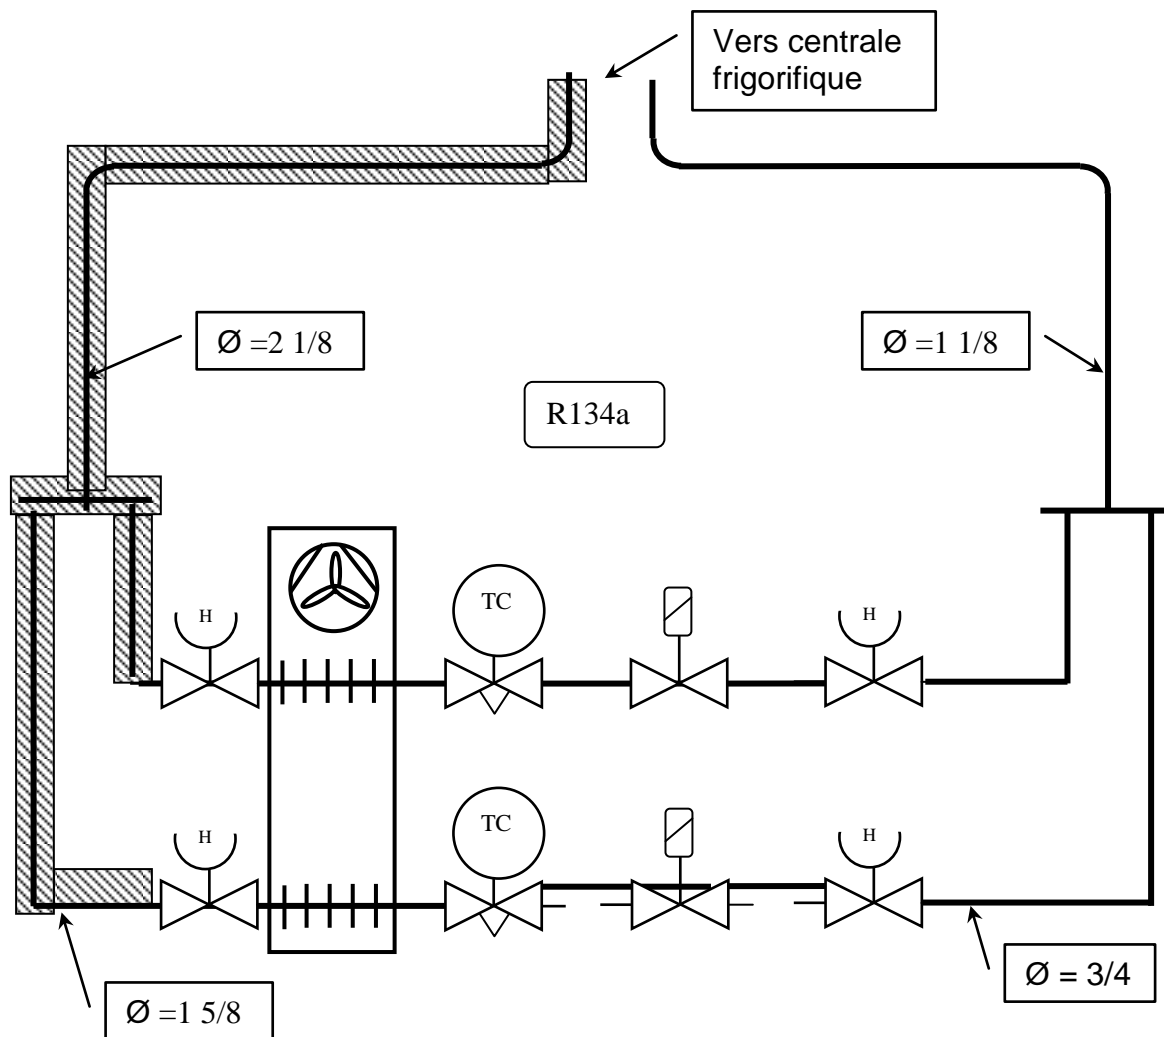 Vers centrale
frigorifique
Ø =2 1/8
Ø =1 1/8
R134a
TC
H
H
TC
H
H
Ø = 3/4
Ø =1 5/8